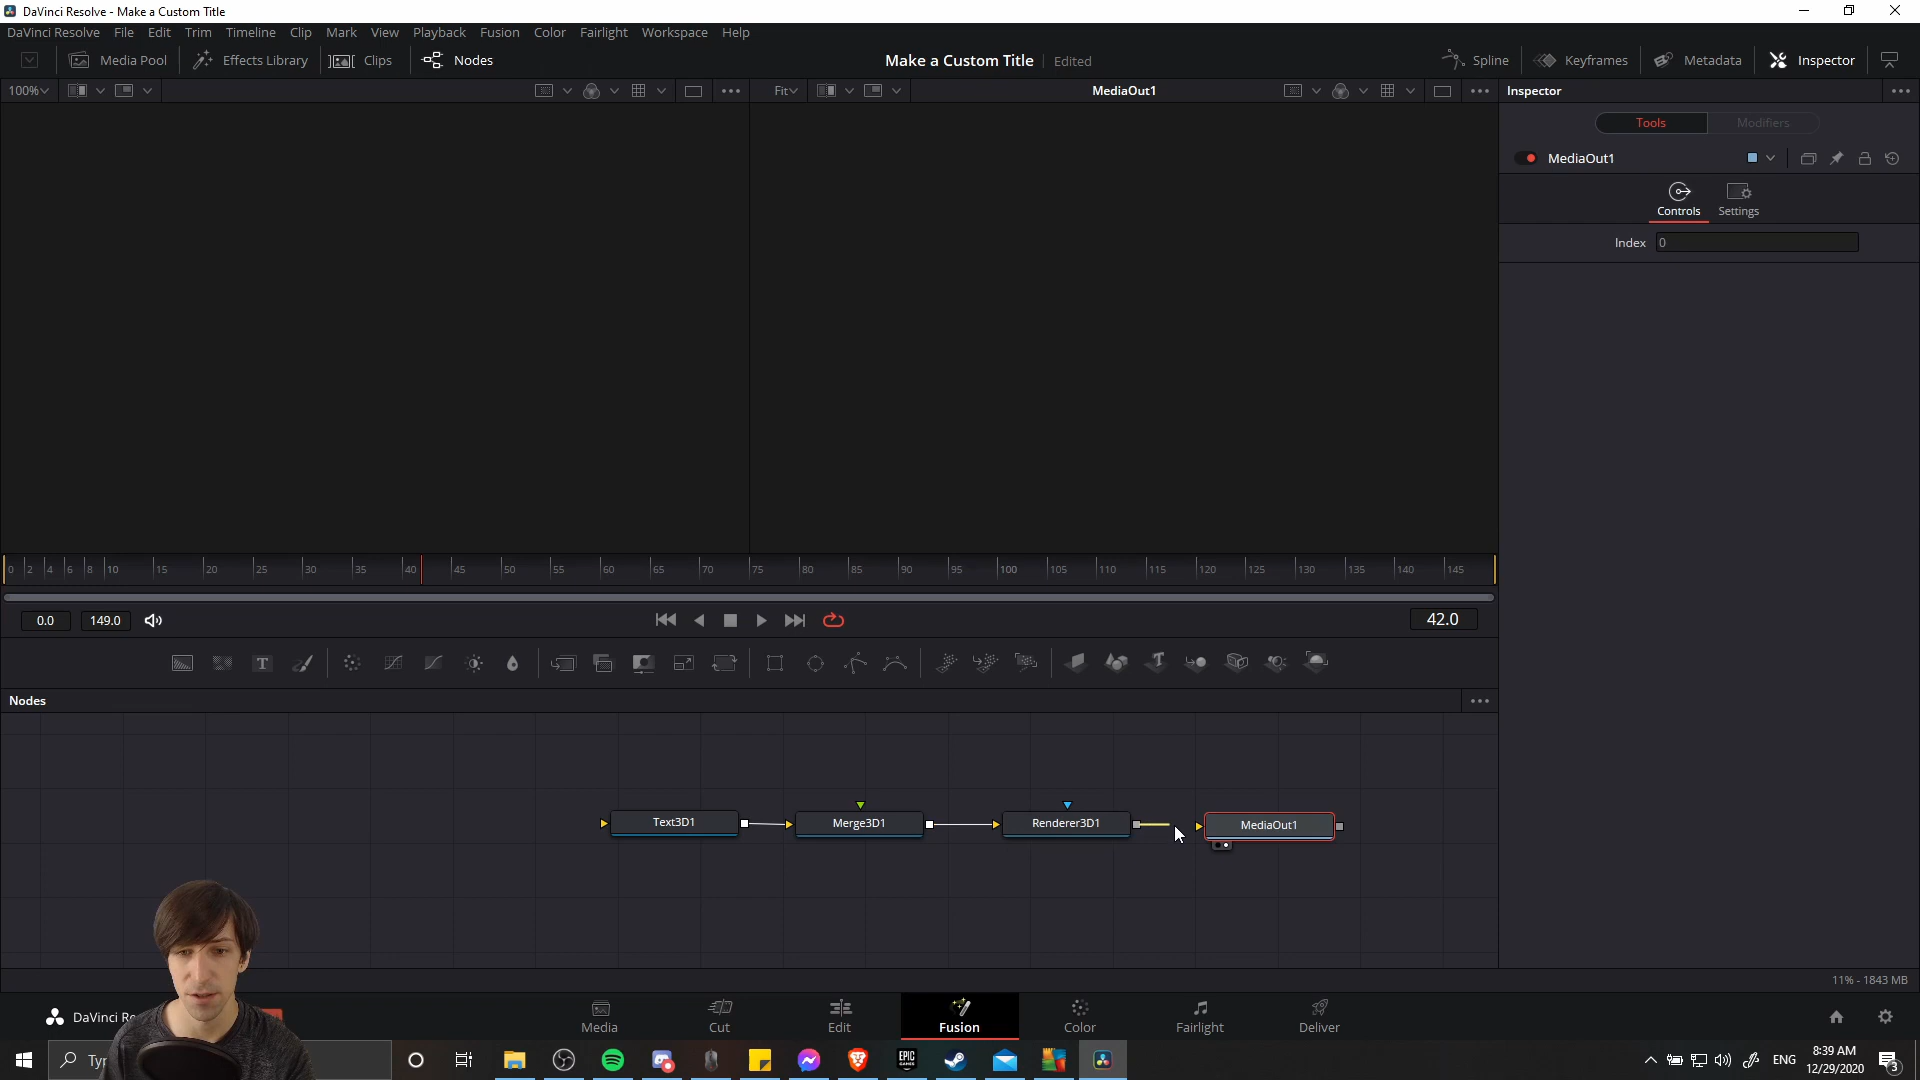 DaVinci Resolve - Make a Custom Title
DaVinci Resolve File Edit Trim Timeline Clip Mark View Playback Fusion Color Fairlight Workspace Help
Media Pool Effects Library Clips Nodes Make a Custom Title Edited Spline Keyframes Metadata Inspector
100% Fit MediaOut1 Inspector
Tools Modifiers
MediaOut1
Controls Settings
Index 0
0 2 4 6 8 10 15 20 25 30 35 40 45 50 55 60 65 70 75 80 85 90 95 100 105 110 115 120 125 130 135 140 145
0.0 149.0 42.0
T T
Nodes
Text3D1 Merge3D1 Renderer3D1 MediaOut1
11% - 1843 MB
DaVinci Media Cut Edit Fusion Color Fairlight Deliver
EPIC GAMES ENG 8:39 AM
12/29/2020 3